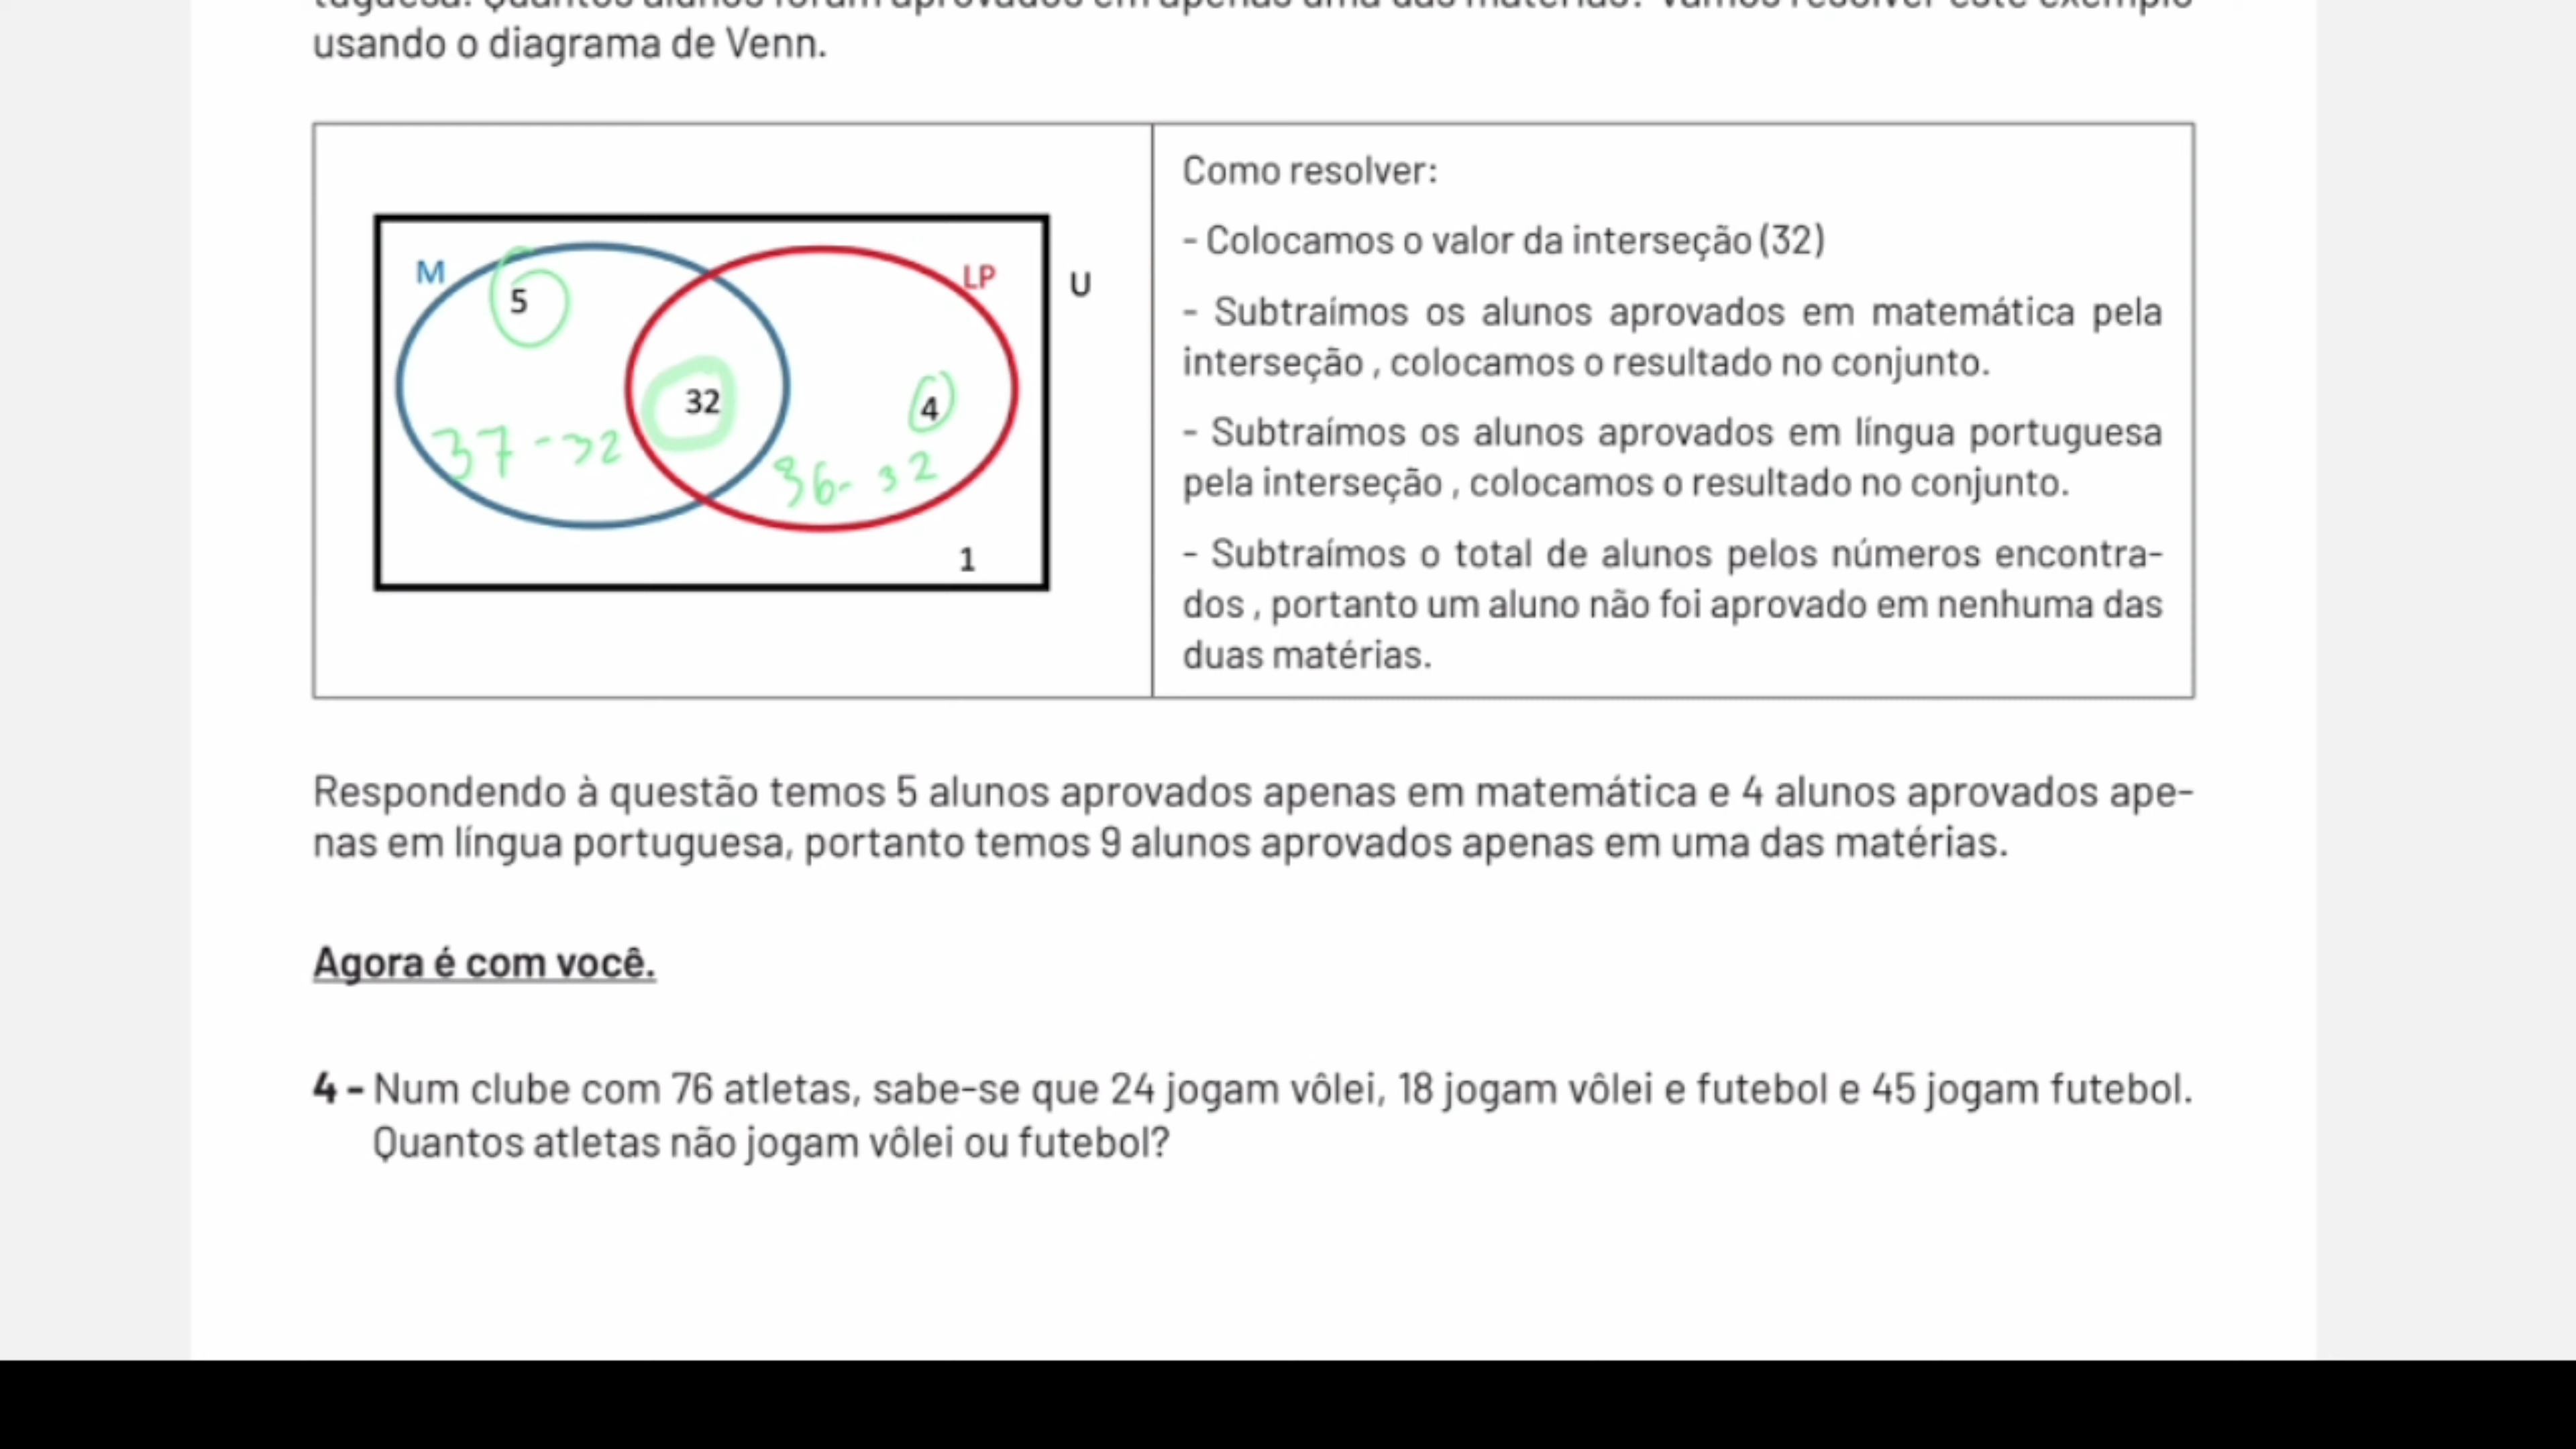 usando o diagrama de Venn.
M
5
LP
U
32
4
37-32
36-32
1
Como resolver:
- Colocamos o valor da interseção (32)
- Subtraímos os alunos aprovados em matemática pela
interseção , colocamos o resultado no conjunto.
- Subtraímos os alunos aprovados em língua portuguesa
pela interseção , colocamos o resultado no conjunto.
- Subtraímos o total de alunos pelos números encontra-
dos , portanto um aluno não foi aprovado em nenhuma das
duas matérias.
Respondendo à questão temos 5 alunos aprovados apenas em matemática e 4 alunos aprovados ape-
nas em língua portuguesa, portanto temos 9 alunos aprovados apenas em uma das matérias.
Agora é com você.
4 - Num clube com 76 atletas, sabe-se que 24 jogam vôlei, 18 jogam vôlei e futebol e 45 jogam futebol.
Quantos atletas não jogam vôlei ou futebol?